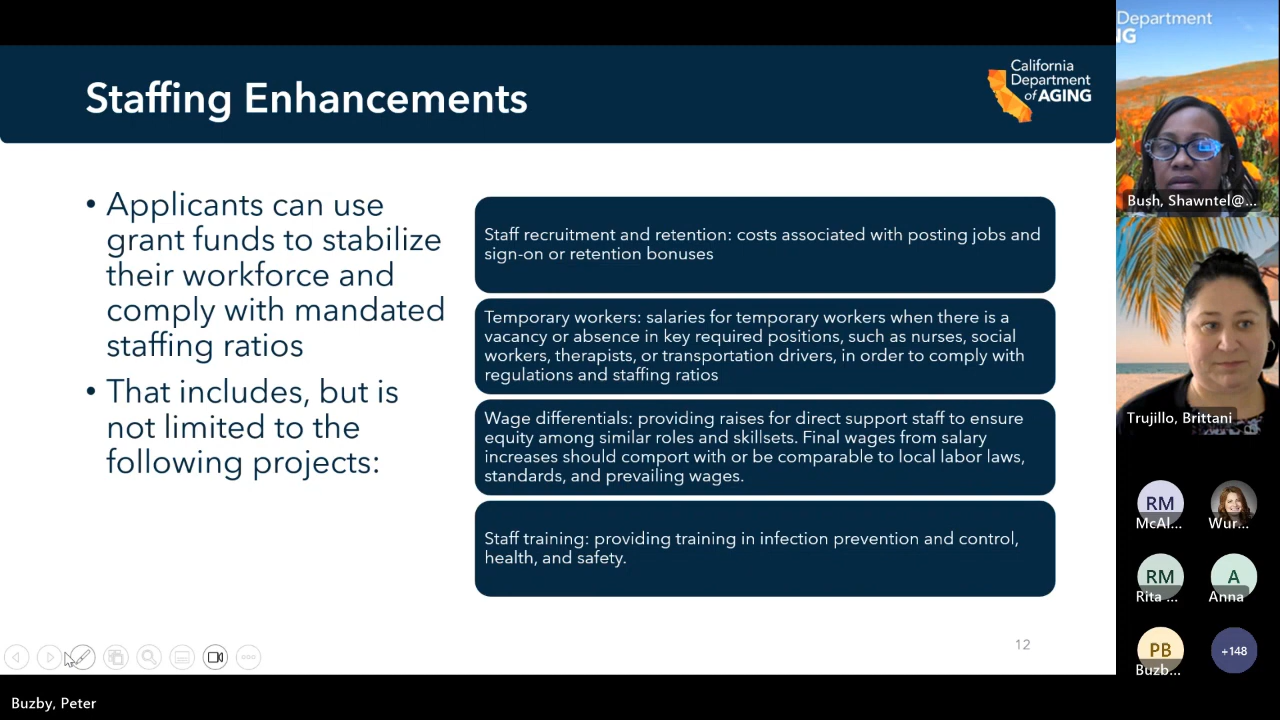 Staffing Enhancements
California
Department
of AGING
• Applicants can use
grant funds to stabilize
their workforce and
comply with mandated
staffing ratios
• That includes, but is
not limited to the
following projects:
Staff recruitment and retention: costs associated with posting jobs and
sign-on or retention bonuses
Temporary workers: salaries for temporary workers when there is a
vacancy or absence in key required positions, such as nurses, social
workers, therapists, or transportation drivers, in order to comply with
regulations and staffing ratios
Wage differentials: providing raises for direct support staff to ensure
equity among similar roles and skillsets. Final wages from salary
increases should comport with or be comparable to local labor laws,
standards, and prevailing wages.
Staff training: providing training in infection prevention and control,
health, and safety.
12
Department
NG
Bush, Shawntel@...
Trujillo, Brittani
RM
McAl...
Wur...
RM
Rita ...
A
Anna
PB
Buzb...
+148
Buzby, Peter